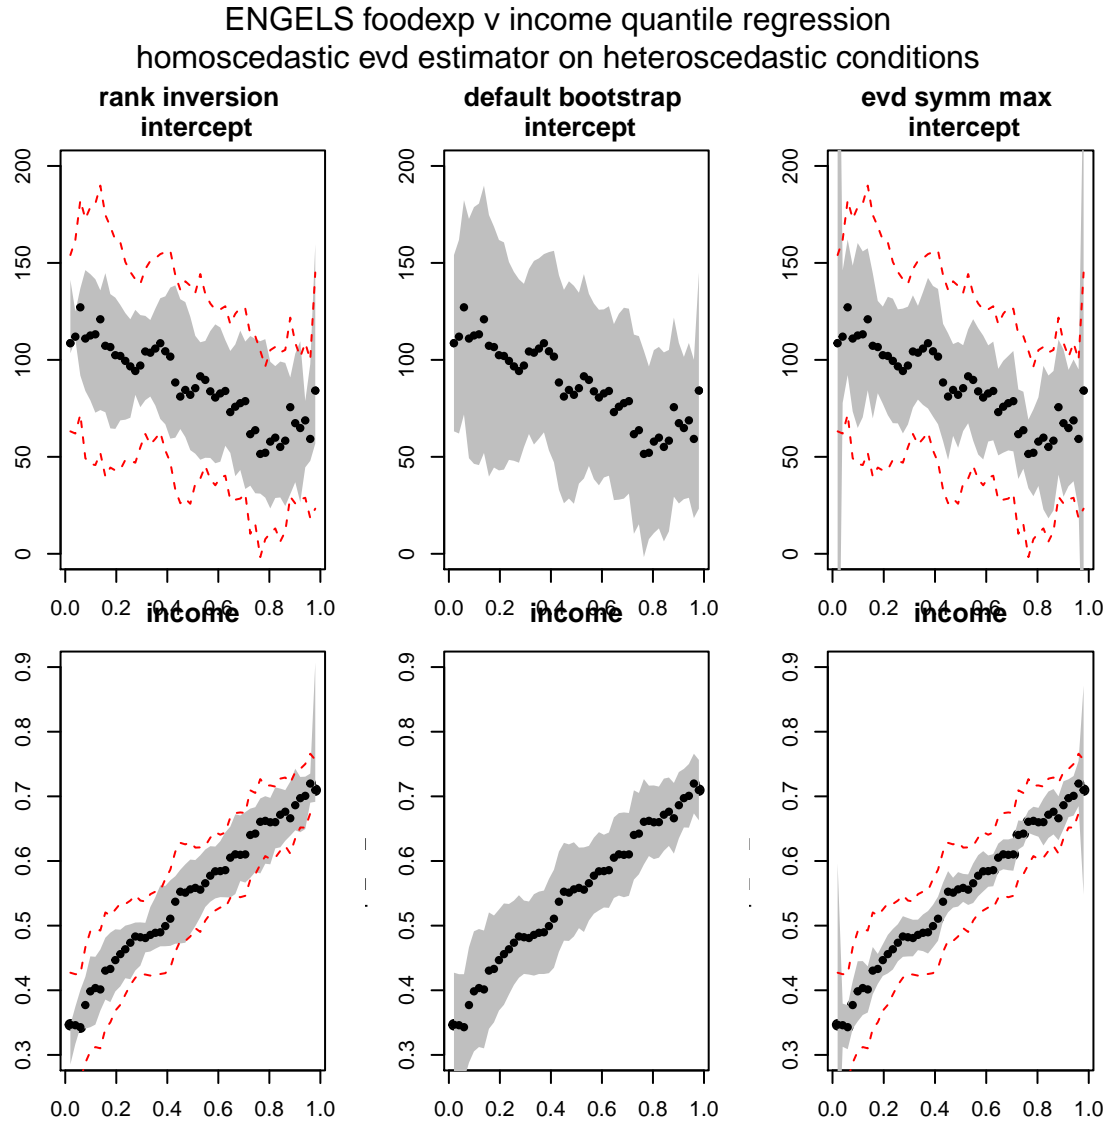 ENGELS foodexp v income quantile regression
homoscedastic evd estimator on heteroscedastic conditions
rank inversion
intercept
default bootstrap
intercept
evd symm max
intercept
200
150
100
50
0
200
150
100
50
0
200
150
100
50
0
0.0 0.2 0.4 0.6 0.8 1.0
0.0 0.2 0.4 0.6 0.8 1.0
0.0 0.2 0.4 0.6 0.8 1.0
income
income
income
0.9
0.8
0.7
0.6
0.5
0.4
0.3
0.9
0.8
0.7
0.6
0.5
0.4
0.3
0.9
0.8
0.7
0.6
0.5
0.4
0.3
0.0 0.2 0.4 0.6 0.8 1.0
0.0 0.2 0.4 0.6 0.8 1.0
0.0 0.2 0.4 0.6 0.8 1.0